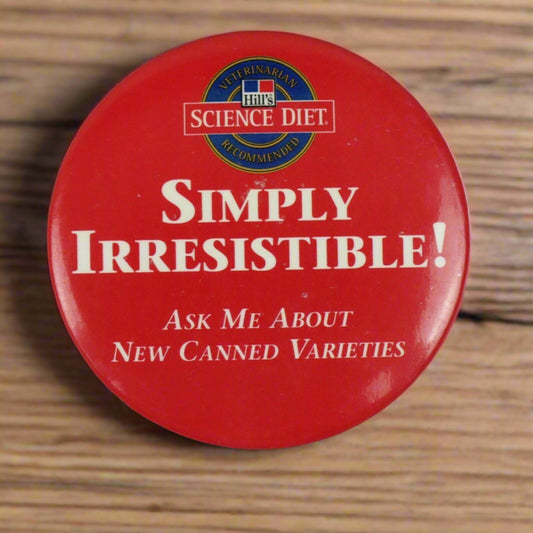 VETERINARIAN
Hill's
SCIENCE DIET®
RECOMMENDED
SIMPLY
IRRESISTIBLE!
ASK ME ABOUT
NEW CANNED VARIETIES